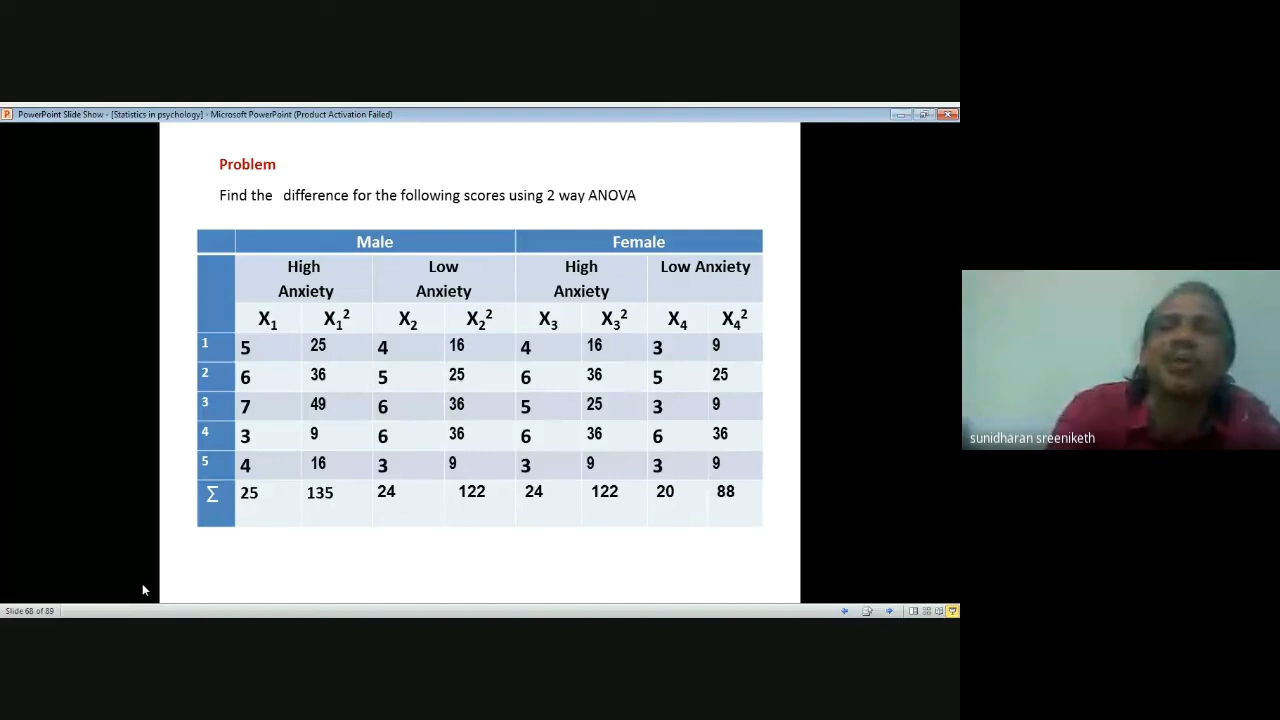 PowerPoint Slide Show - [Statistics in psychology] - Microsoft PowerPoint (Product Activation Failed)
Problem
Find the difference for the following scores using 2 way ANOVA
Male Female
High Anxiety Low Anxiety High Anxiety Low Anxiety
X₁ X₁² X₂ X₂² X₃ X₃² X₄ X₄²
1 5 25 4 16 4 16 3 9
2 6 36 5 25 6 36 5 25
3 7 49 6 36 5 25 3 9
4 3 9 6 36 6 36 6 36
5 4 16 3 9 3 9 3 9
Σ 25 135 24 122 24 122 20 88
sunidharan sreeniketh
Slide 68 of 89